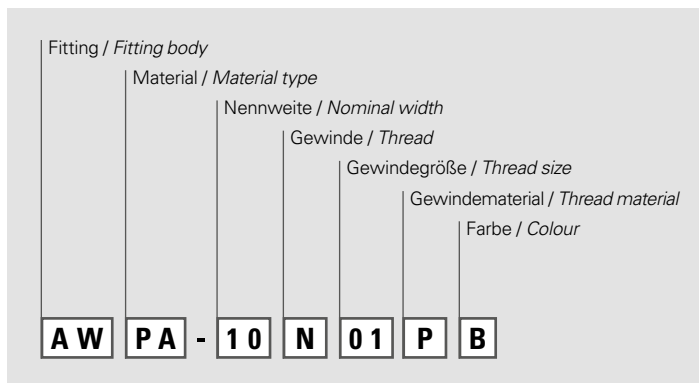 Fitting / Fitting body
Material / Material type
Nennweite / Nominal width
Gewinde / Thread
Gewindegröße / Thread size
Gewindematerial / Thread material
Farbe / Colour
AW PA - 10 N 01 P B